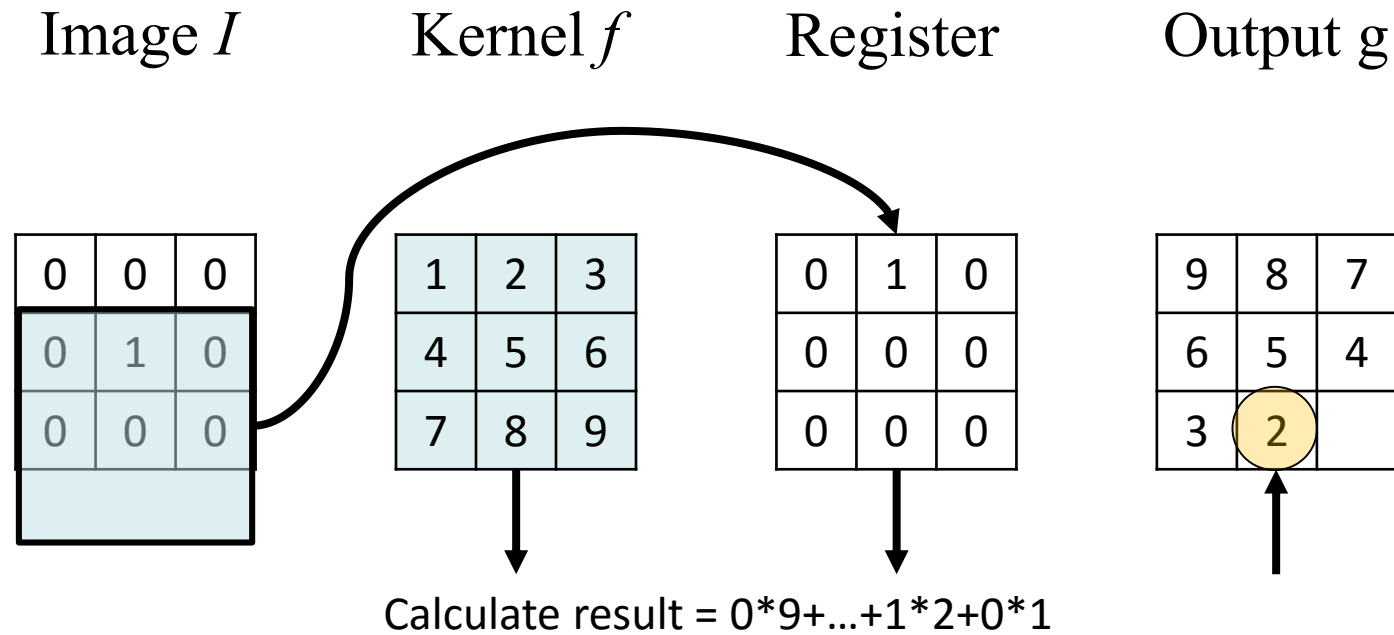 Image I Kernel f Register Output g
0 0 0 1 2 3 0 1 0 9 8 7
0 1 0 4 5 6 0 0 0 6 5 4
0 0 0 7 8 9 0 0 0 3 2
Calculate result = 0*9+...+1*2+0*1